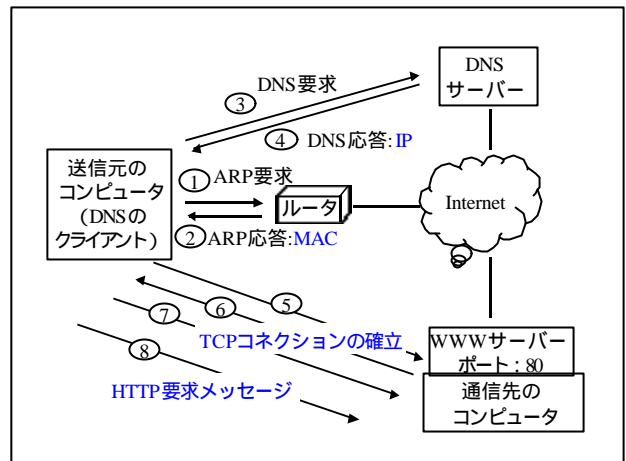 DNS
サーバー
③
DNS要求
④
DNS応答:IP
送信元の
コンピュータ
(DNSの
クライアント)
①
ARP要求
②
ARP応答:MAC
ルータ
Internet
⑤
⑥
⑦
⑧
TCPコネクションの確立
HTTP要求メッセージ
WWWサーバー
ポート:80
通信先の
コンピュータ